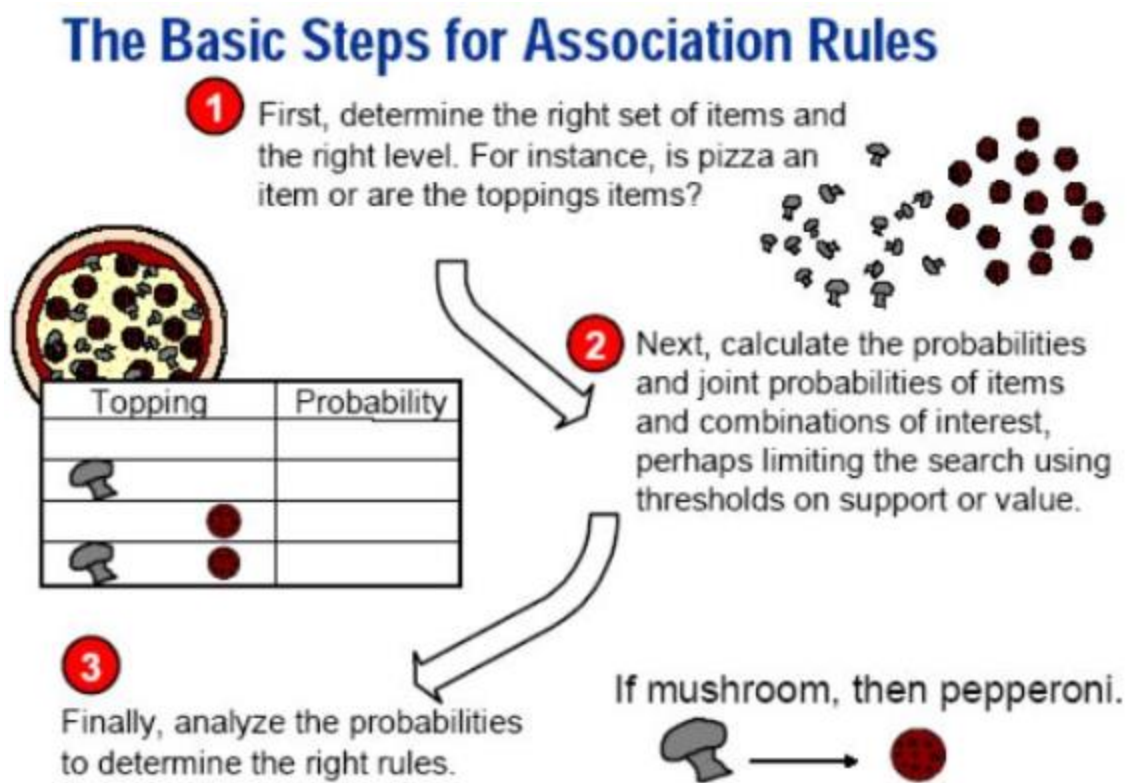 The Basic Steps for Association Rules
1
First, determine the right set of items and
the right level. For instance, is pizza an
item or are the toppings items?
2
Next, calculate the probabilities
and joint probabilities of items
and combinations of interest,
perhaps limiting the search using
thresholds on support or value.
Topping Probability
3
Finally, analyze the probabilities
to determine the right rules.
If mushroom, then pepperoni.